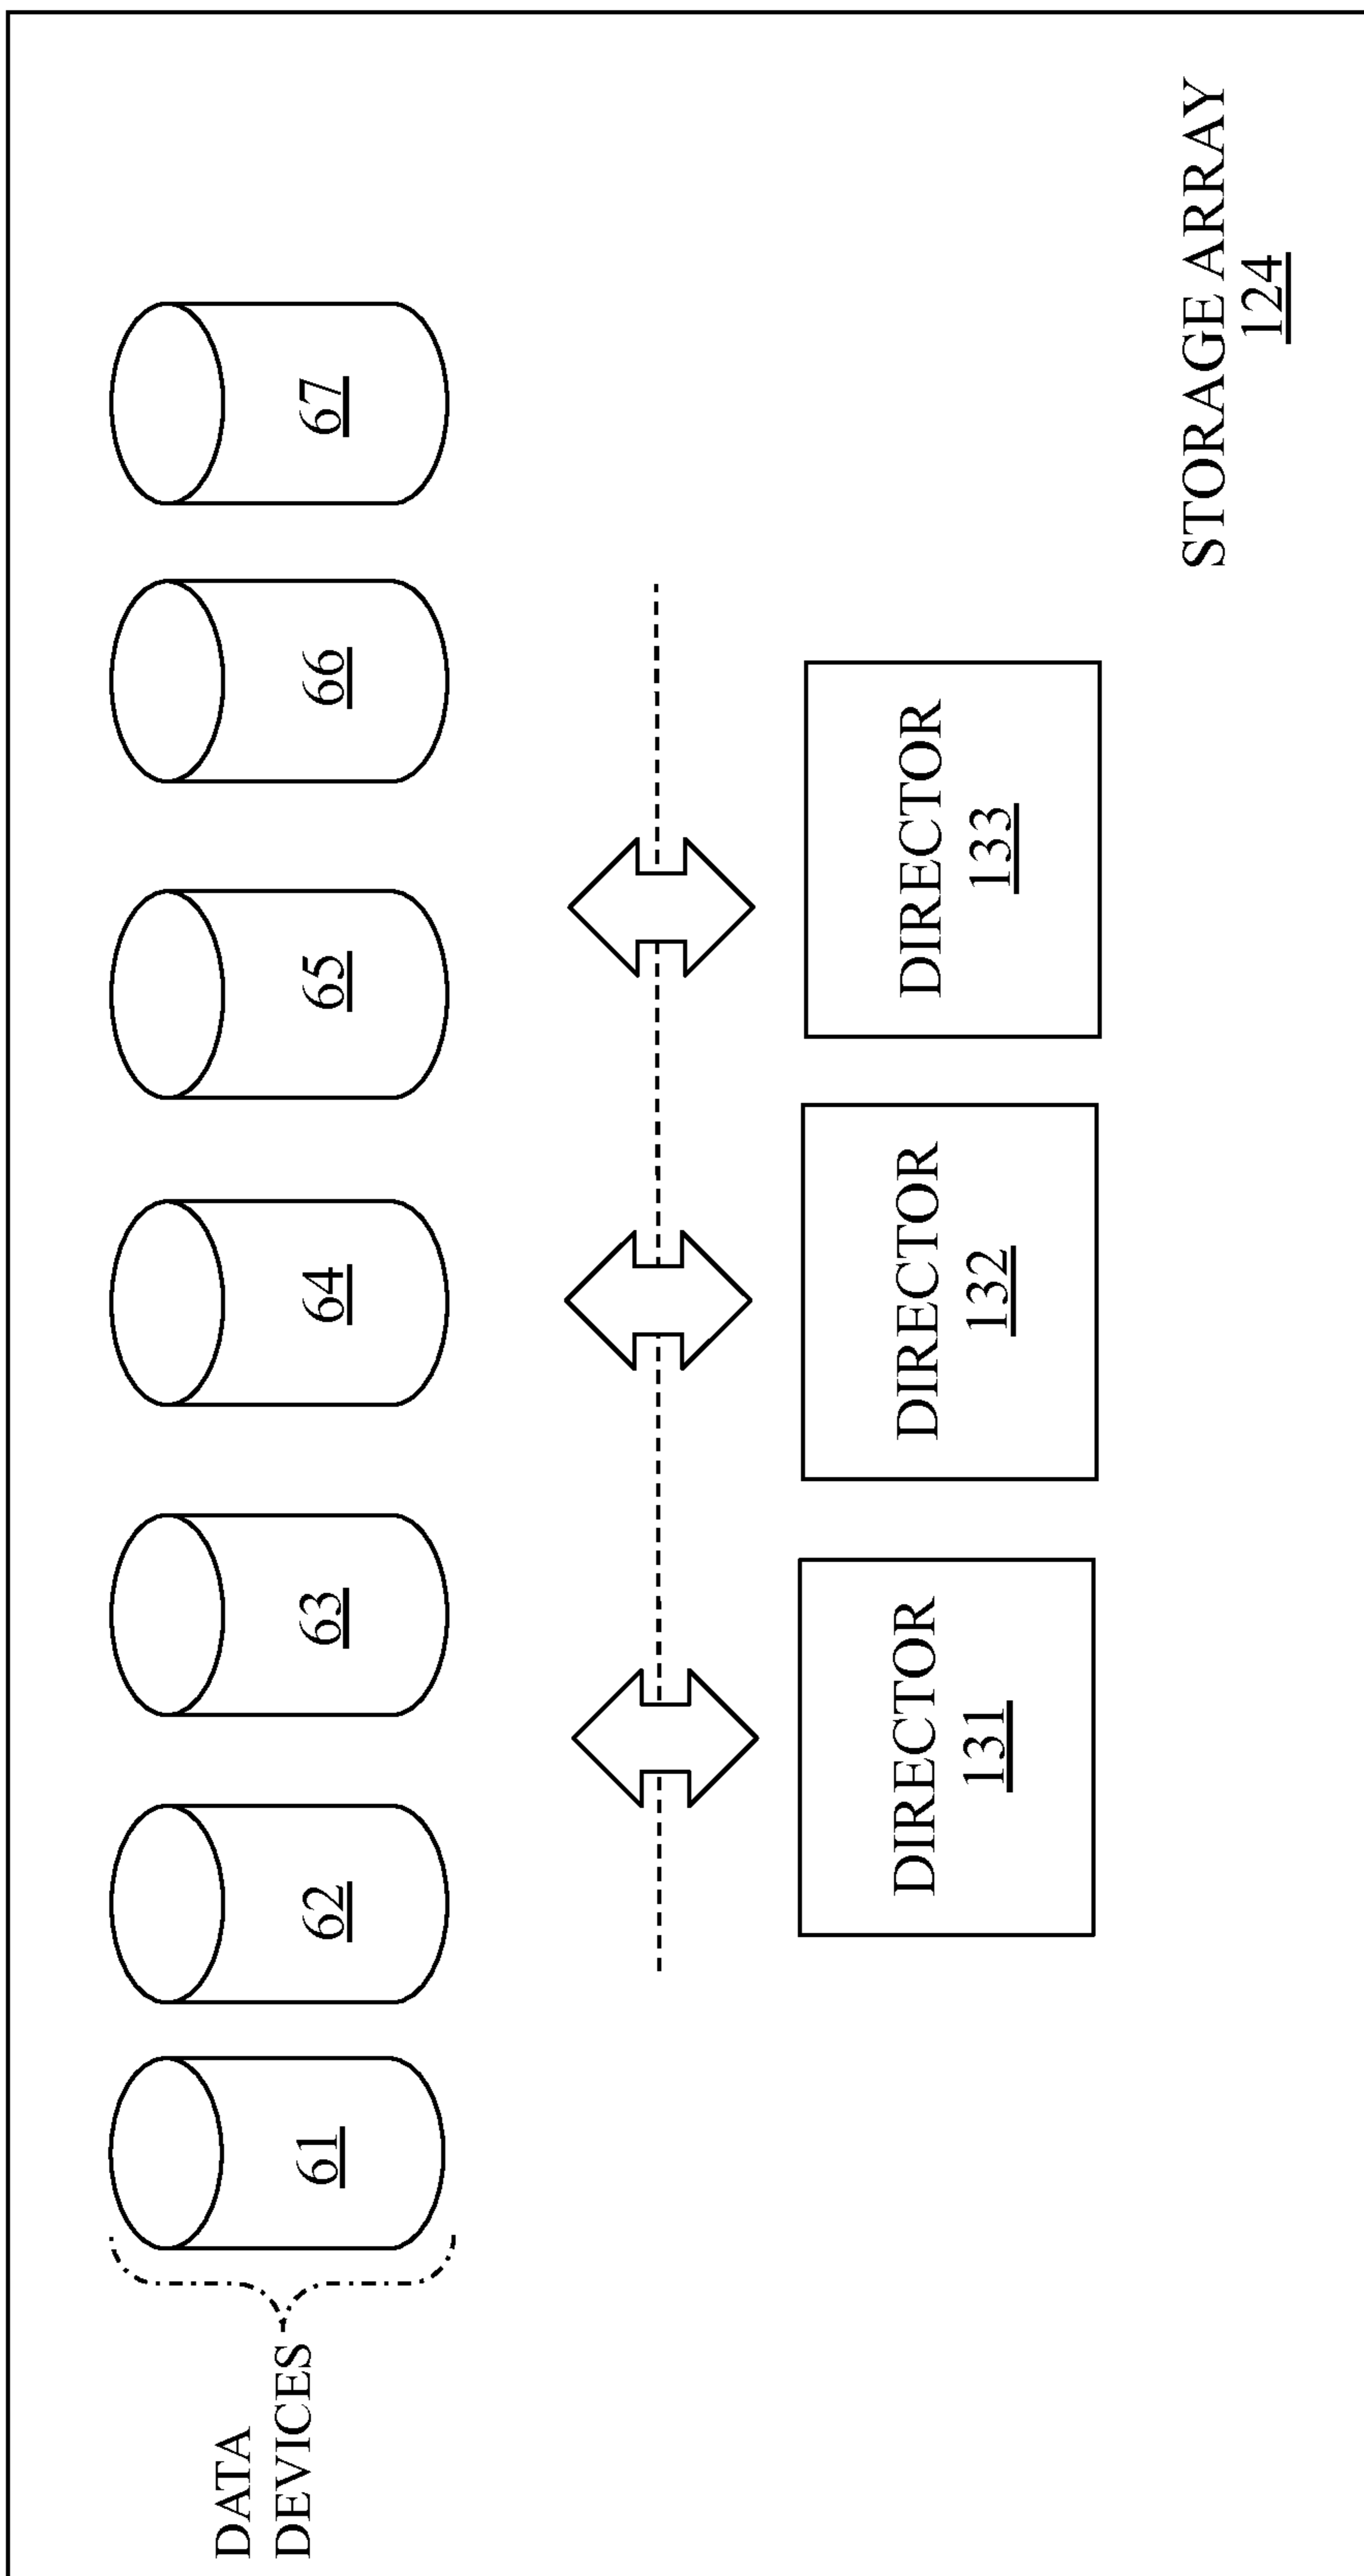 DATA
DEVICES
61
62
63
64
65
66
67
DIRECTOR
131
DIRECTOR
132
DIRECTOR
133
STORAGE ARRAY
124